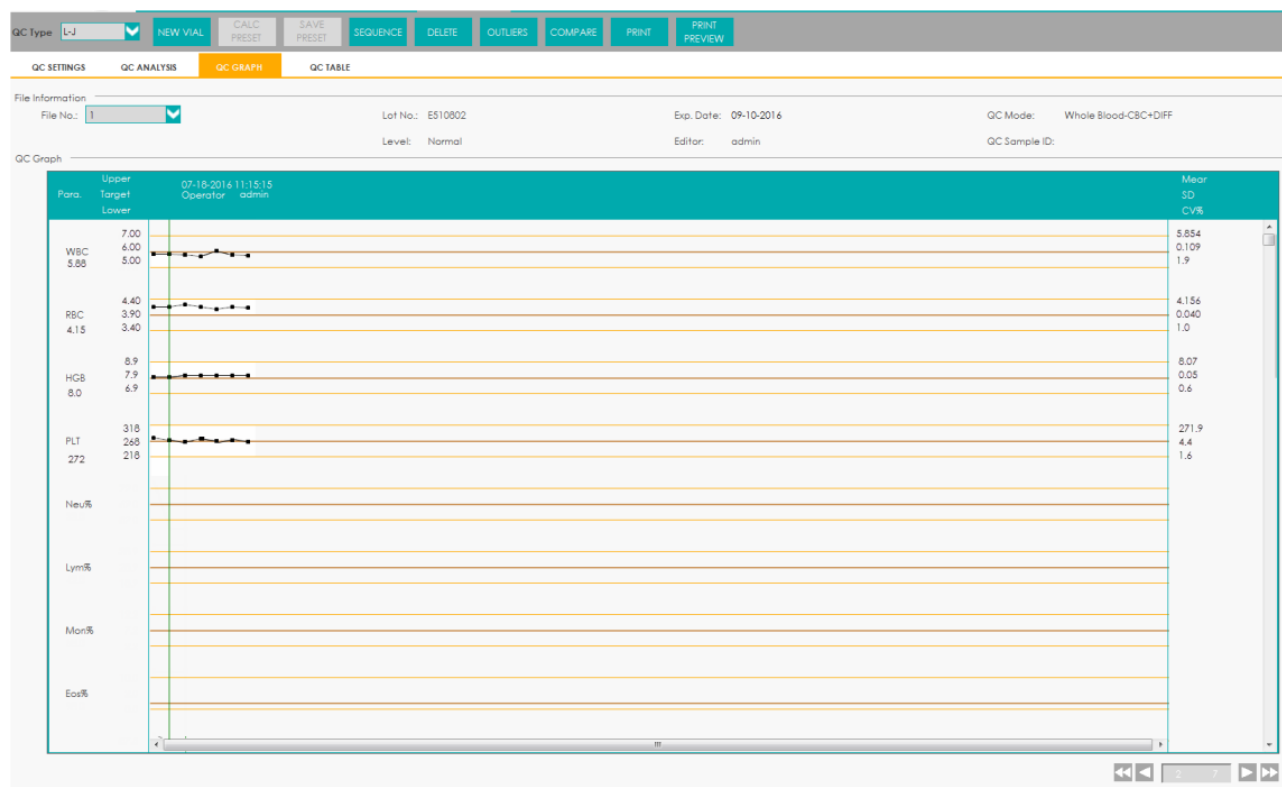 QC Type L-J NEW VIAL CALC PRESET SAVE PRESET SEQUENCE DELETE OUTLIERS COMPARE PRINT PRINT PREVIEW
QC SETTINGS QC ANALYSIS QC GRAPH QC TABLE
File Information
File No.: 1 Lot No.: E510802 Exp. Date: 09-10-2016 QC Mode: Whole Blood-CBC+DIFF
Level: Normal Editor: admin QC Sample ID:
QC Graph
Para. Upper Target Lower
07-18-2016 11:15:15
Operator admin
Mear
SD
CV%
7.00 5.854
WBC 6.00 0.109
5.88 5.00 1.9
4.40 4.156
RBC 3.90 0.040
4.15 3.40 1.0
8.9 8.07
HGB 7.9 0.05
8.0 6.9 0.6
318 271.9
PLT 268 4.4
272 218 1.6
Neu%
Lym%
Mon%
Eos%
2 7